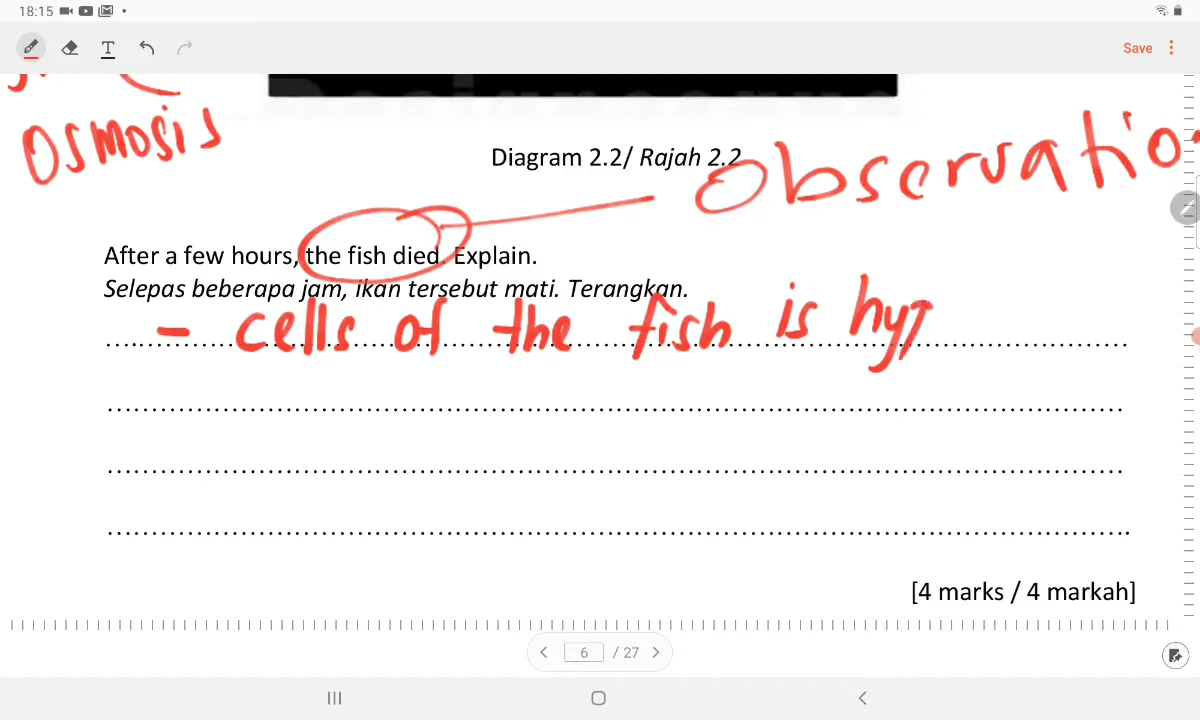 18:15
Save
Osmosis
Diagram 2.2/ Rajah 2.2
Observatio
After a few hours, the fish died. Explain.
Selepas beberapa jam, ikan tersebut mati. Terangkan.
- cells of the fish is hyp
[4 marks / 4 markah]
6 / 27